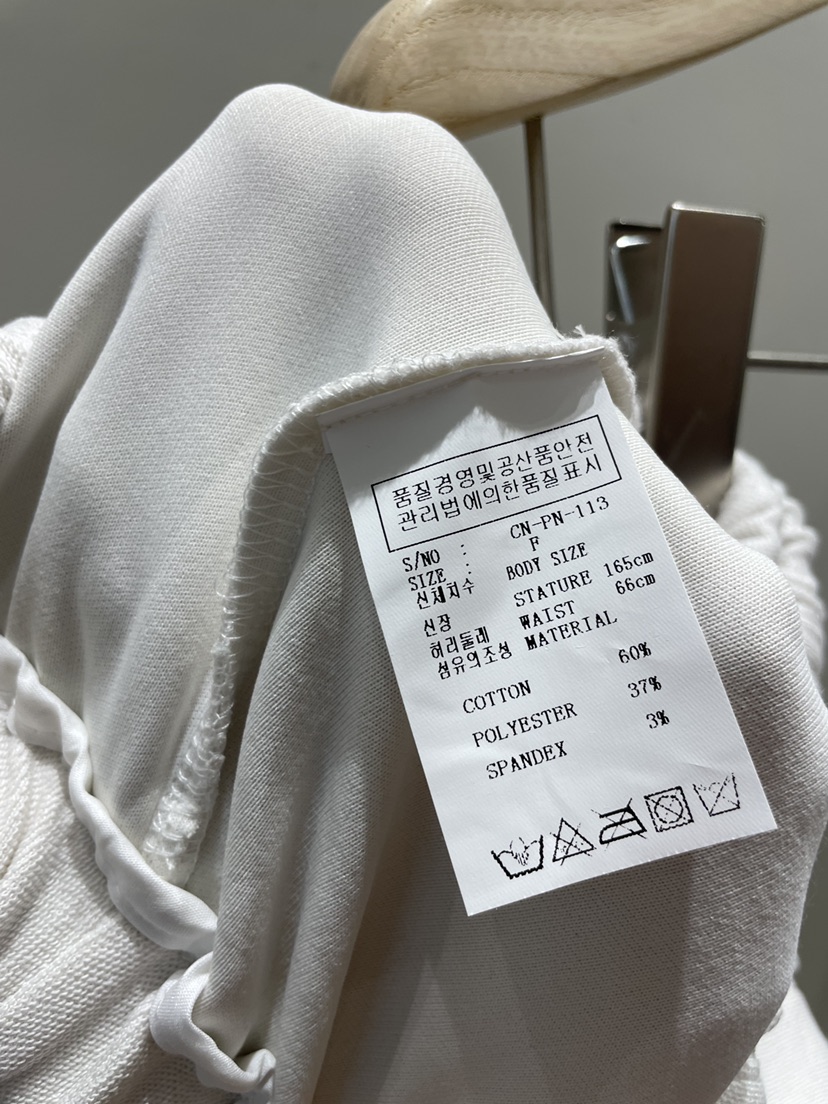 품질경영및공산품안전
관리법에의한품질표시
S/NO : CN-PN-113
SIZE : F
신체치수 BODY SIZE
신장 STATURE 165cm
허리둘레 WAIST 66cm
섬유의조성 MATERIAL
COTTON 60%
POLYESTER 37%
SPANDEX 3%